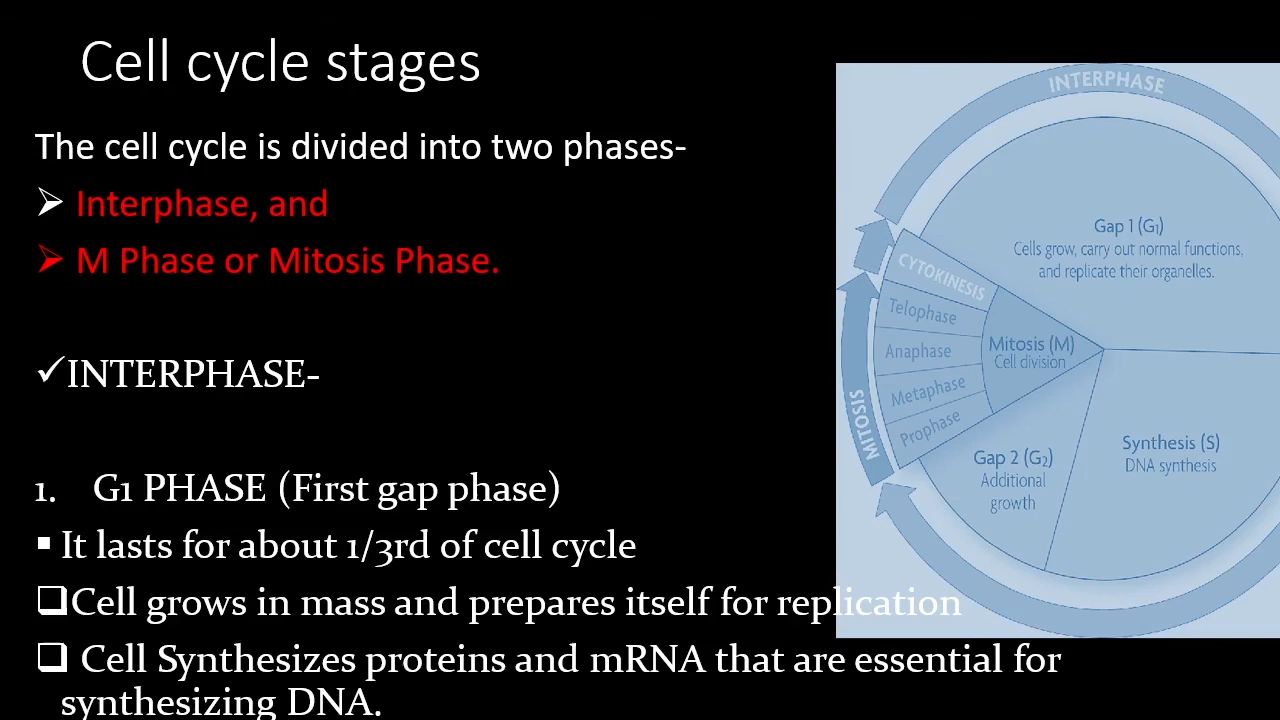 Cell cycle stages
The cell cycle is divided into two phases-
Interphase, and
M Phase or Mitosis Phase.
INTERPHASE-
1. G1 PHASE (First gap phase)
It lasts for about 1/3rd of cell cycle
Cell grows in mass and prepares itself for replication
Cell Synthesizes proteins and mRNA that are essential for
synthesizing DNA.
INTERPHASE
Gap 1 (G₁)
Cells grow, carry out normal functions,
and replicate their organelles.
CYTOKINESIS
Telophase
Anaphase
Metaphase
Prophase
Mitosis (M)
Cell division
MITOSIS
Gap 2 (G₂)
Additional
growth
Synthesis (S)
DNA synthesis